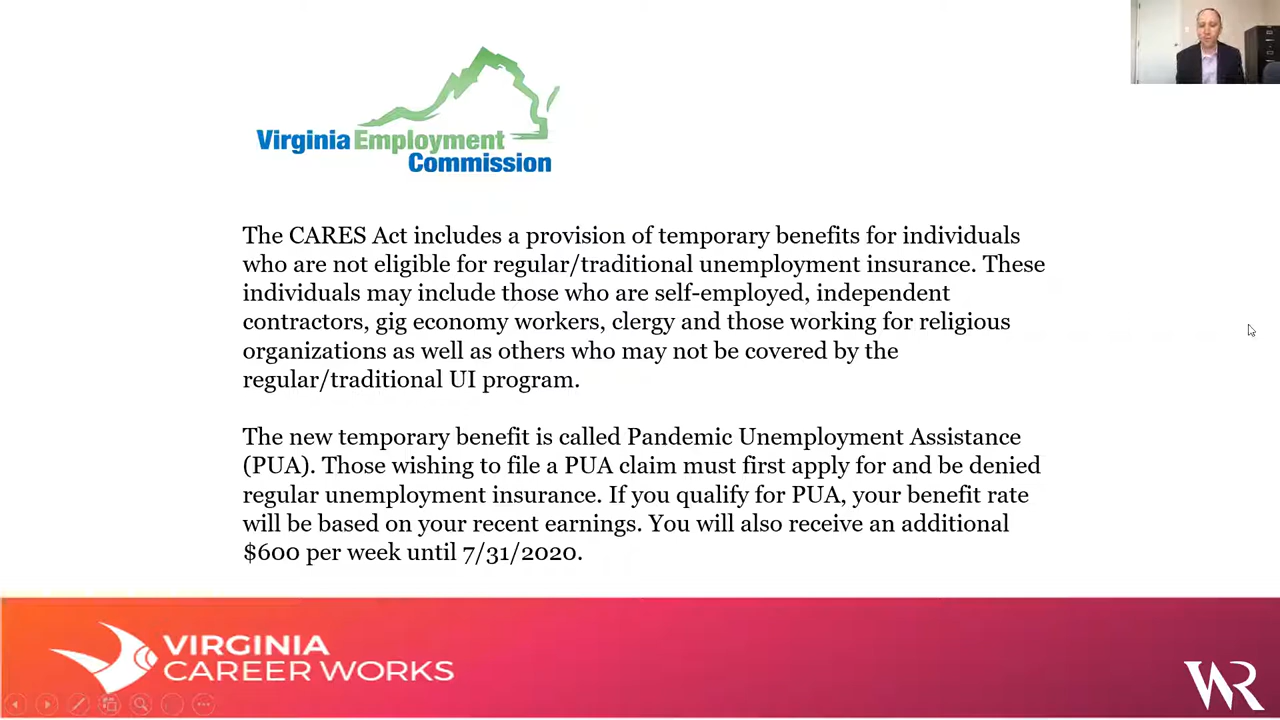 Virginia Employment
Commission
The CARES Act includes a provision of temporary benefits for individuals
who are not eligible for regular/traditional unemployment insurance. These
individuals may include those who are self-employed, independent
contractors, gig economy workers, clergy and those working for religious
organizations as well as others who may not be covered by the
regular/traditional UI program.
The new temporary benefit is called Pandemic Unemployment Assistance
(PUA). Those wishing to file a PUA claim must first apply for and be denied
regular unemployment insurance. If you qualify for PUA, your benefit rate
will be based on your recent earnings. You will also receive an additional
$600 per week until 7/31/2020.
VIRGINIA
CAREER WORKS
WR